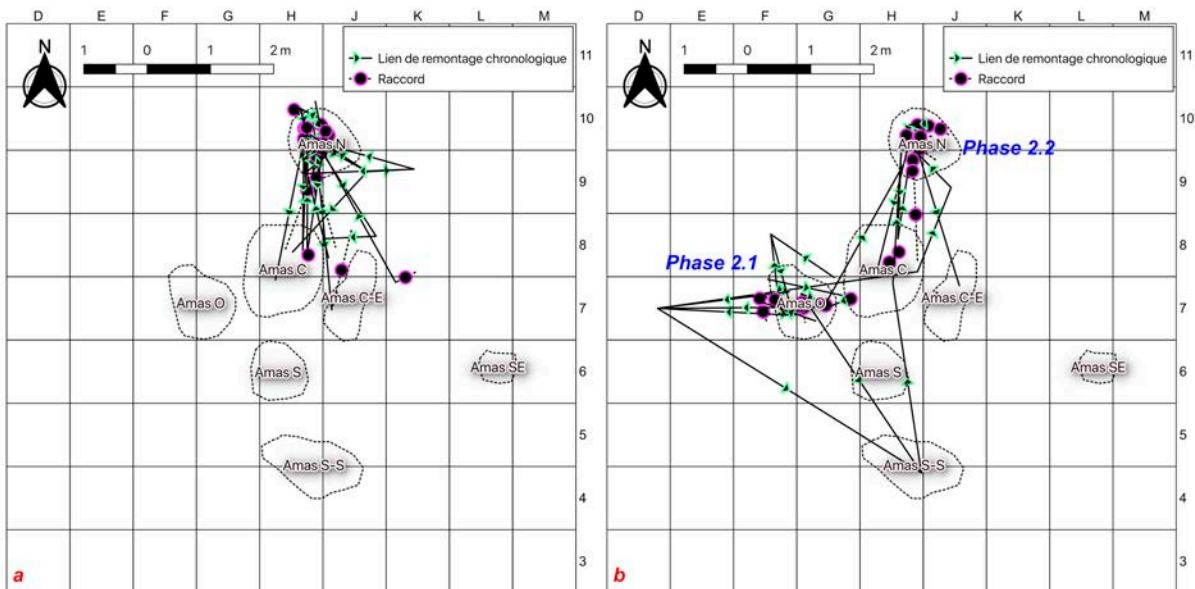 D E F G H J K L M
N
1 0 1 2 m
Lien de remontage chronologique
Raccord
11
10
Amas N
9
8
Amas C
Amas O
Amas C-E
7
Amas S
Amas SE
6
5
Amas S-S
4
3
a
D E F G H J K L M
N
1 0 1 2 m
Lien de remontage chronologique
Raccord
11
10
Amas N
Phase 2.2
9
8
Phase 2.1
Amas C
Amas O
Amas C-E
7
Amas S
Amas SE
6
5
Amas S-S
4
3
b